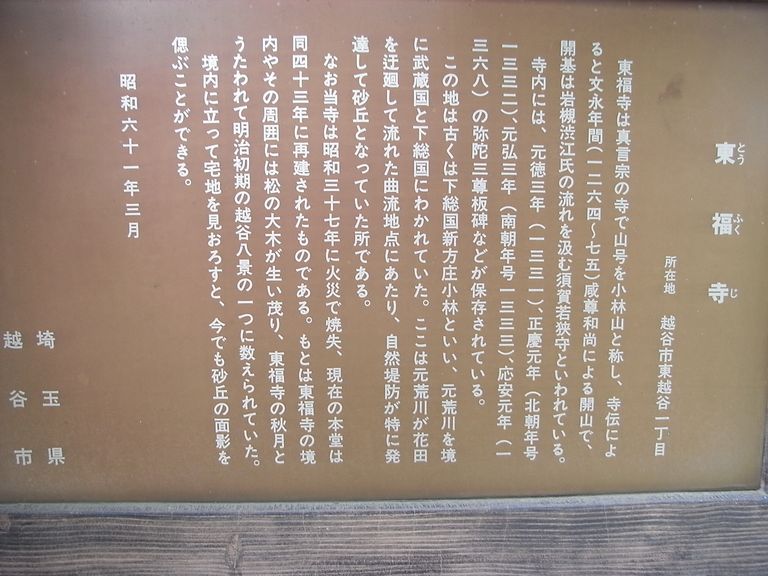 東福寺
とうふくじ
所在地 越谷市東越谷一丁目
東福寺は真言宗の寺で山号を小林山と称し、寺伝によ
ると文永年間(一二六四~七五)咸尊和尚による開山で、
開基は岩槻渋江氏の流れを汲む須賀若狭守といわれている。
寺内には、元徳三年(一三三一)、正慶元年(北朝年号
一三三二)、元弘三年(南朝年号一三三三)、応安元年(一
三六八)の弥陀三尊板碑などが保存されている。
この地は古くは下総国新方庄小林といい、元荒川を境
に武蔵国と下総国にわかれていた。ここは元荒川が花田
を迂廻して流れた曲流地点にあたり、自然堤防が特に発
達して砂丘となっていた所である。
なお当寺は昭和三十七年に火災で焼失、現在の本堂は
同四十三年に再建されたものである。もとは東福寺の境
内やその周囲には松の大木が生い茂り、東福寺の秋月と
うたわれて明治初期の越谷八景の一つに数えられていた。
境内に立って宅地を見おろすと、今でも砂丘の面影を
偲ぶことができる。
昭和六十一年三月
埼玉県
越谷市